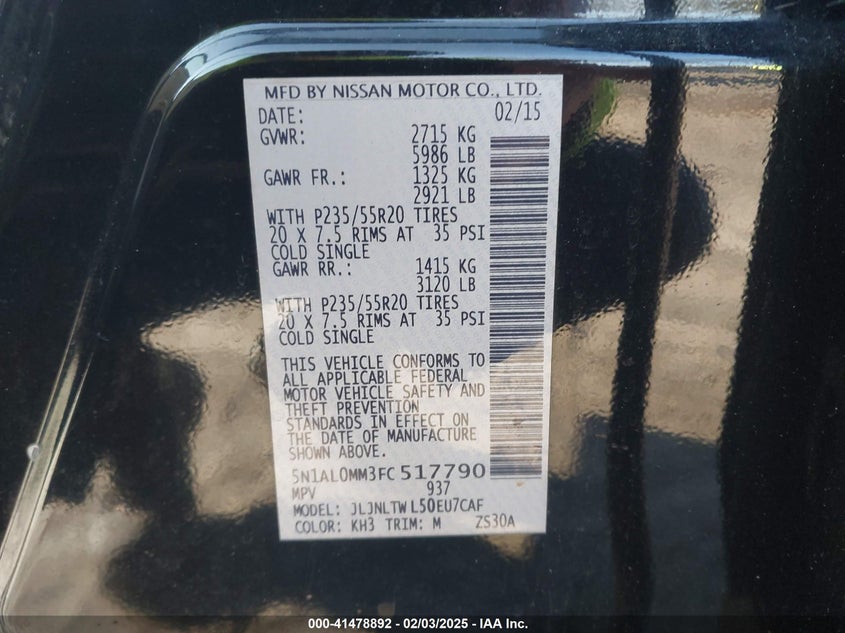 MFD BY NISSAN MOTOR CO., LTD.
DATE: 02/15
GVWR: 2715 KG
5986 LB
GAWR FR.: 1325 KG
2921 LB
WITH P235/55R20 TIRES
20 X 7.5 RIMS AT 35 PSI
COLD SINGLE
GAWR RR.: 1415 KG
3120 LB
WITH P235/55R20 TIRES
20 X 7.5 RIMS AT 35 PSI
COLD SINGLE
THIS VEHICLE CONFORMS TO
ALL APPLICABLE FEDERAL
MOTOR VEHICLE SAFETY AND
THEFT PREVENTION
STANDARDS IN EFFECT ON
THE DATE OF MANUFACTURE
SHOWN ABOVE.
5N1AL0MM3FC517790
MPV 937
MODEL: JLJNLTWL50EU7CAF
COLOR: KH3 TRIM: M ZS30A
000-41478892 - 02/03/2025 - IAA Inc.